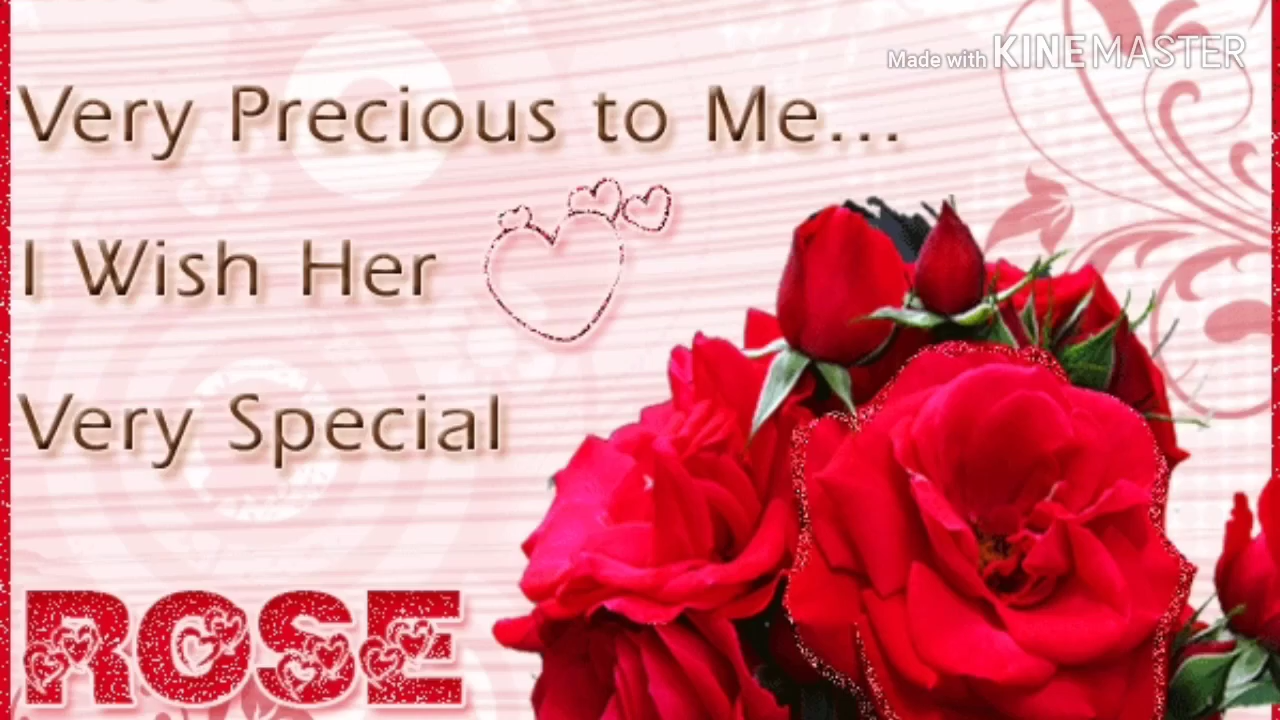 Made with KINEMASTER
Very Precious to Me...
I Wish Her
Very Special
ROSE